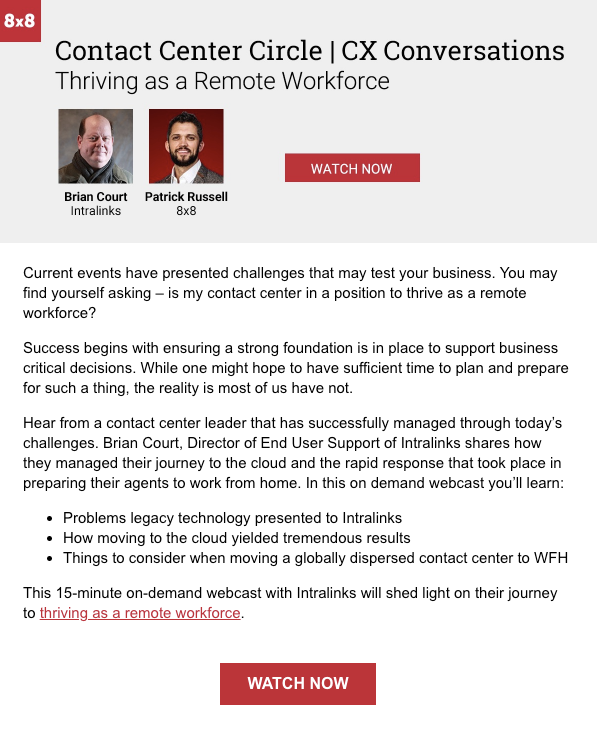 8x8
Contact Center Circle | CX Conversations
Thriving as a Remote Workforce
WATCH NOW
Brian Court
Intralinks
Patrick Russell
8x8
Current events have presented challenges that may test your business. You may
find yourself asking – is my contact center in a position to thrive as a remote
workforce?
Success begins with ensuring a strong foundation is in place to support business
critical decisions. While one might hope to have sufficient time to plan and prepare
for such a thing, the reality is most of us have not.
Hear from a contact center leader that has successfully managed through today's
challenges. Brian Court, Director of End User Support of Intralinks shares how
they managed their journey to the cloud and the rapid response that took place in
preparing their agents to work from home. In this on demand webcast you'll learn:
• Problems legacy technology presented to Intralinks
• How moving to the cloud yielded tremendous results
• Things to consider when moving a globally dispersed contact center to WFH
This 15-minute on-demand webcast with Intralinks will shed light on their journey
to thriving as a remote workforce.
WATCH NOW